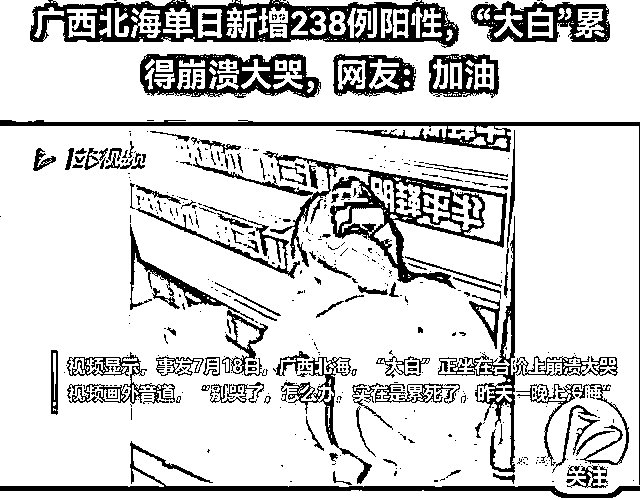 广西北海单日新增238例阳性，“大白”累
得崩溃大哭，网友：加油
视频显示，事发7月18日，广西北海，“大白”正坐在台阶上崩溃大哭
视频画外音道，“别哭了，怎么办，实在是累死了，昨天一晚上没睡”
关注